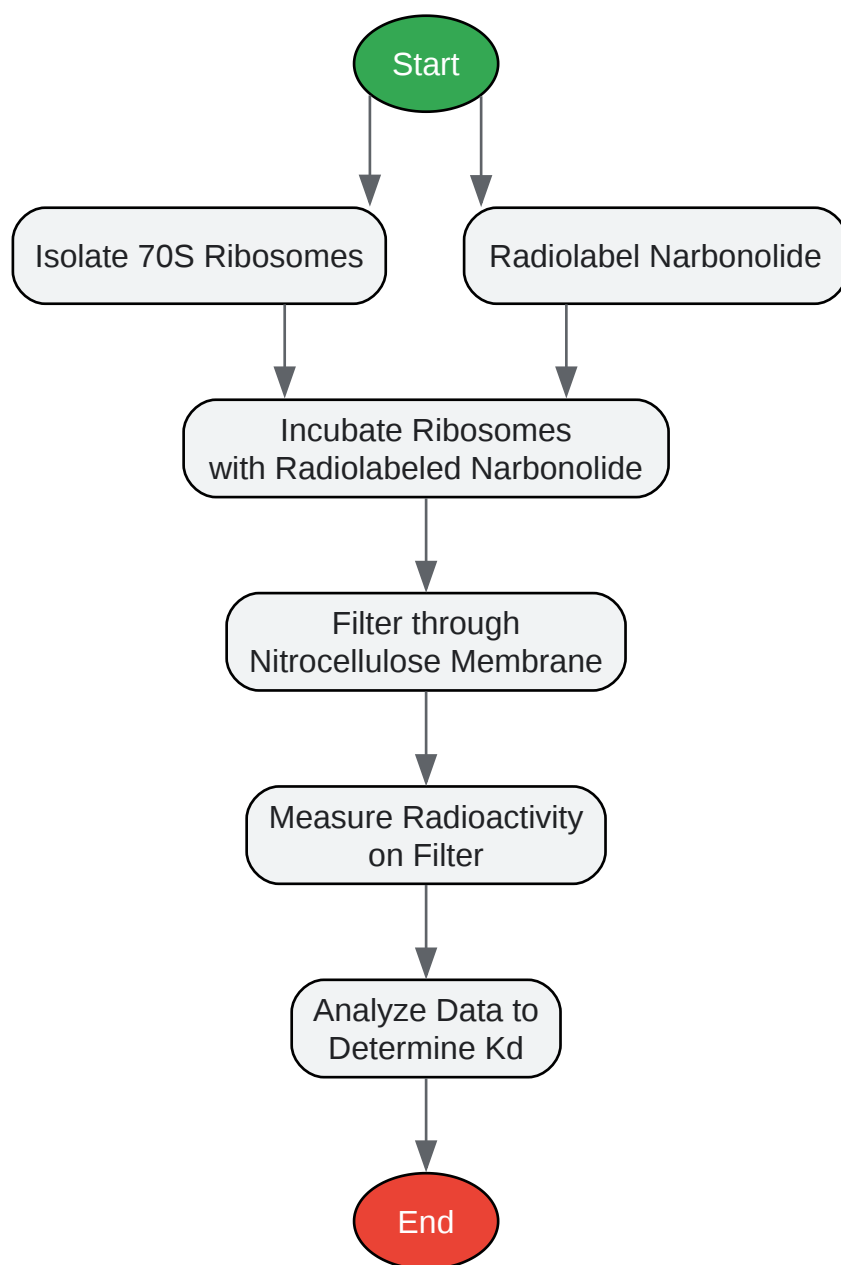 Start
Isolate 70S Ribosomes
Radiolabel Narbonolide
Incubate Ribosomes
with Radiolabeled Narbonolide
Filter through
Nitrocellulose Membrane
Measure Radioactivity
on Filter
Analyze Data to
Determine Kd
End